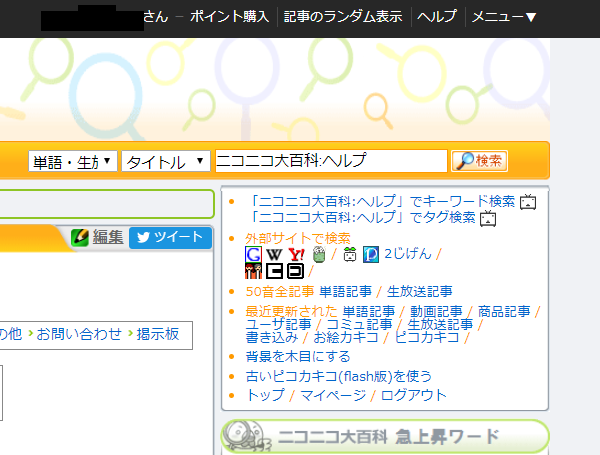 さん － ポイント購入 記事のランダム表示 ヘルプ メニュー▼
単語・生放 タイトル ニコニコ大百科:ヘルプ 検索
「ニコニコ大百科:ヘルプ」でキーワード検索
「ニコニコ大百科:ヘルプ」でタグ検索
編集 ツイート
外部サイトで検索
G W Y! / P 2じげん /
/
50音全記事 単語記事 / 生放送記事
最近更新された 単語記事 / 動画記事 / 商品記事 /
ユーザ記事 / コミュ記事 / 生放送記事 /
書き込み / お絵カキコ / ピコカキコ /
の他 お問い合わせ 掲示板
背景を木目にする
古いピコカキコ(flash版)を使う
トップ / マイページ / ログアウト
ニコニコ大百科 急上昇ワード